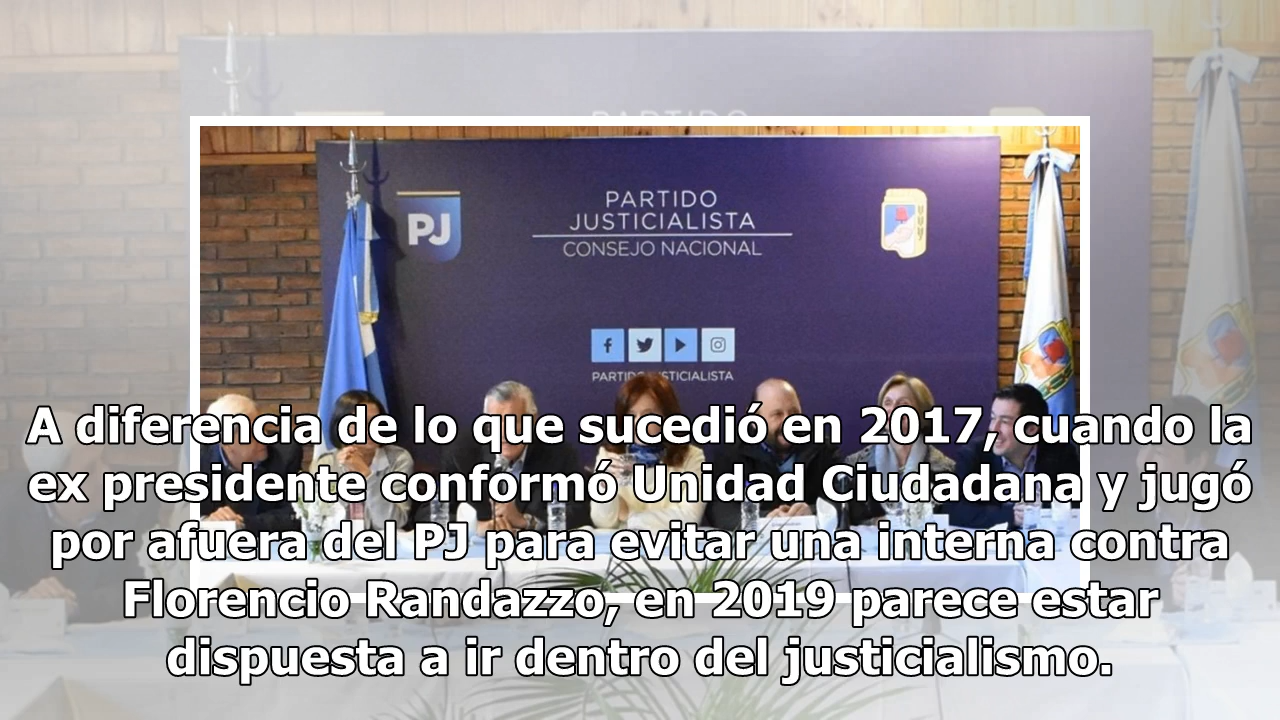 PARTIDO
PJ
PARTIDO
JUSTICIALISTA
CONSEJO NACIONAL
PARTIDO JUSTICIALISTA
A diferencia de lo que sucedió en 2017, cuando la
ex presidente conformó Unidad Ciudadana y jugó
por afuera del PJ para evitar una interna contra
Florencio Randazzo, en 2019 parece estar
dispuesta a ir dentro del justicialismo.